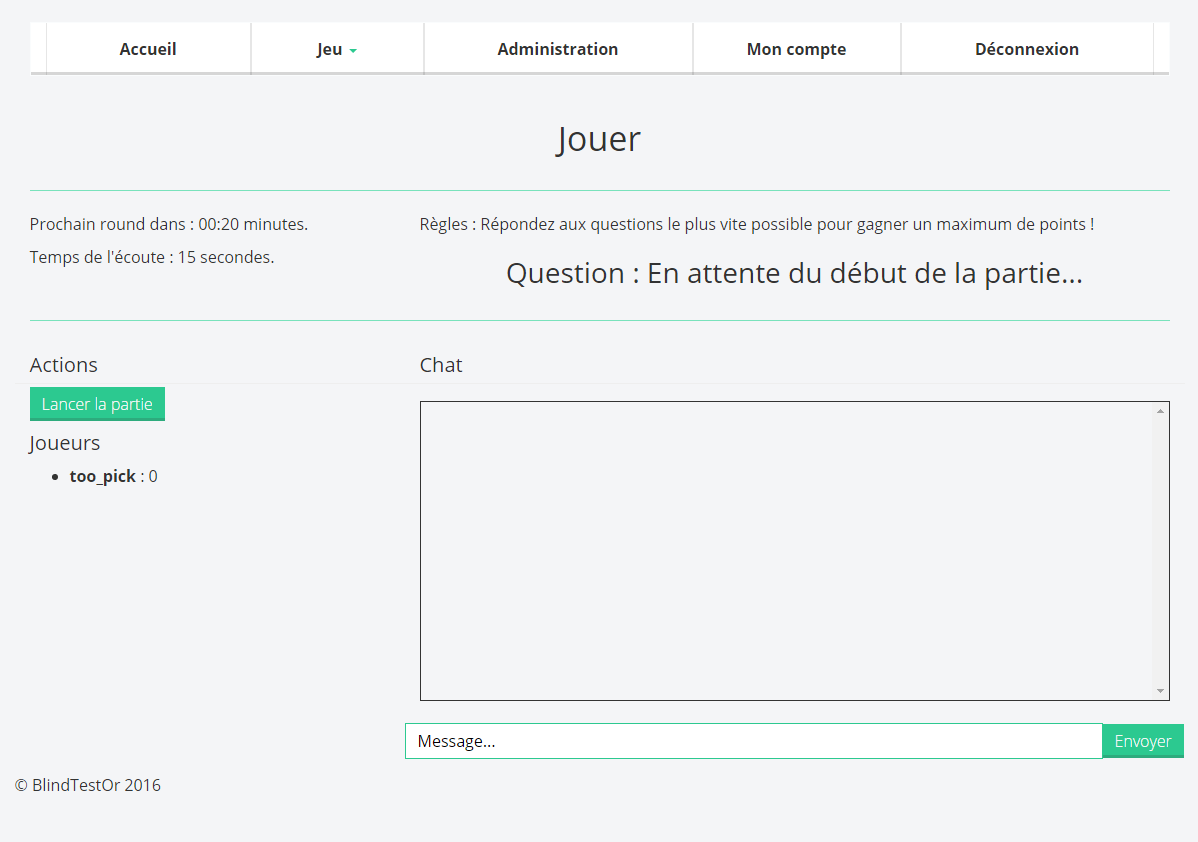 Accueil
Jeu
Administration
Mon compte
Déconnexion
Jouer
Prochain round dans : 00:20 minutes.
Temps de l'écoute : 15 secondes.
Règles : Répondez aux questions le plus vite possible pour gagner un maximum de points !
Question : En attente du début de la partie...
Actions
Lancer la partie
Joueurs
• too_pick : 0
Chat
Message...
Envoyer
© BlindTestOr 2016